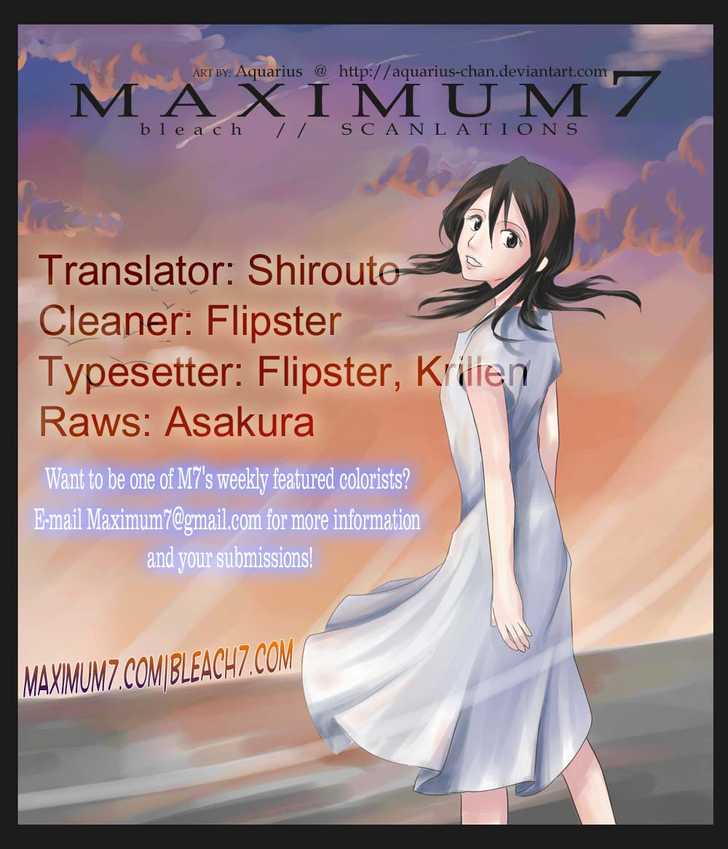 ART BY: Aquarius @ http://aquarius-chan.deviantart.com
MAXIMUM7
bleach // SCANLATIONS
Translator: Shirouto
Cleaner: Flipster
Typesetter: Flipster, Krillen
Raws: Asakura
Want to be one of M7's weekly featured colorists?
E-mail Maximum7@gmail.com for more information
and your submissions!
MAXIMUM7.COM|BLEACH7.COM